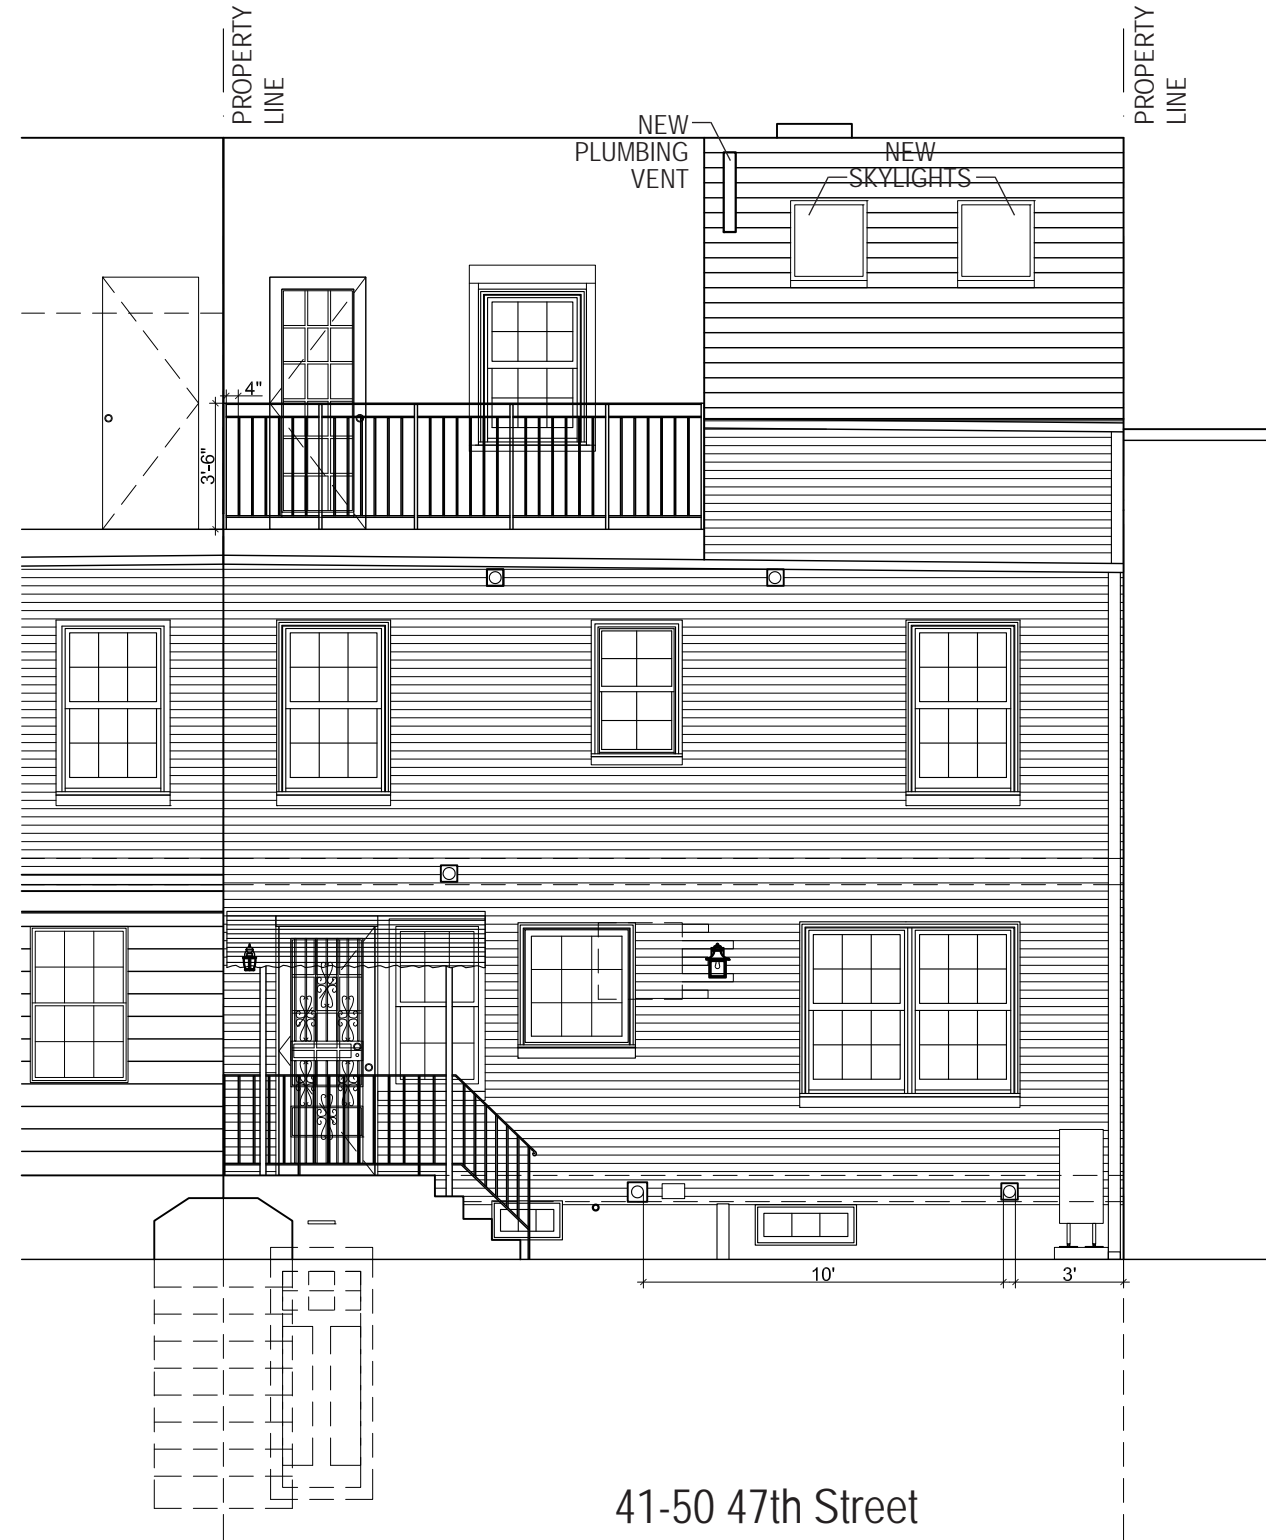 PROPERTY
LINE
PROPERTY
LINE
NEW
PLUMBING
VENT
NEW
SKYLIGHTS
4"
3'-6"
10'
3'
41-50 47th Street